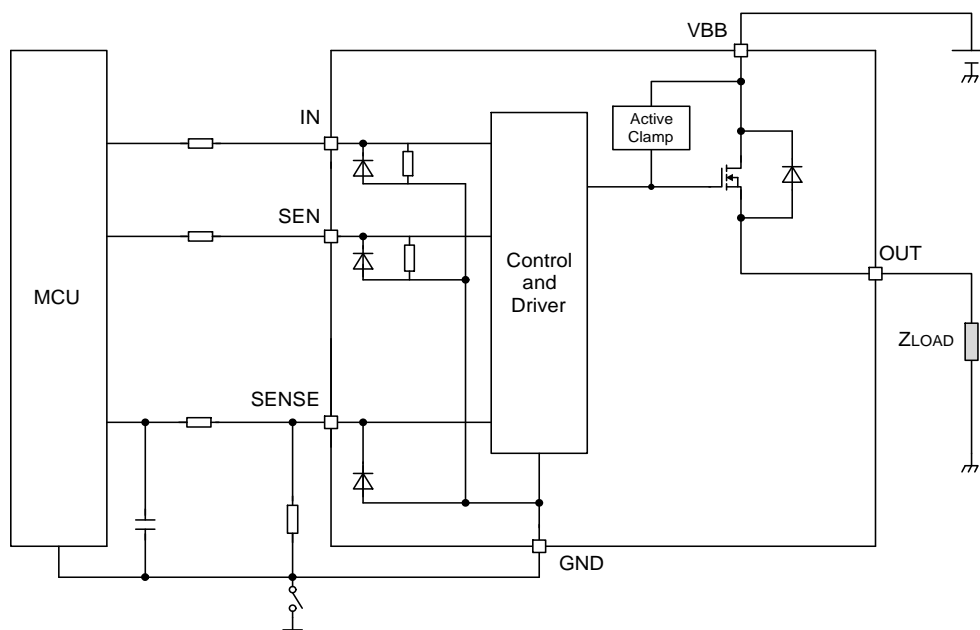 VBB
IN
Active
Clamp
SEN
OUT
Control
and
Driver
MCU
ZLOAD
SENSE
GND